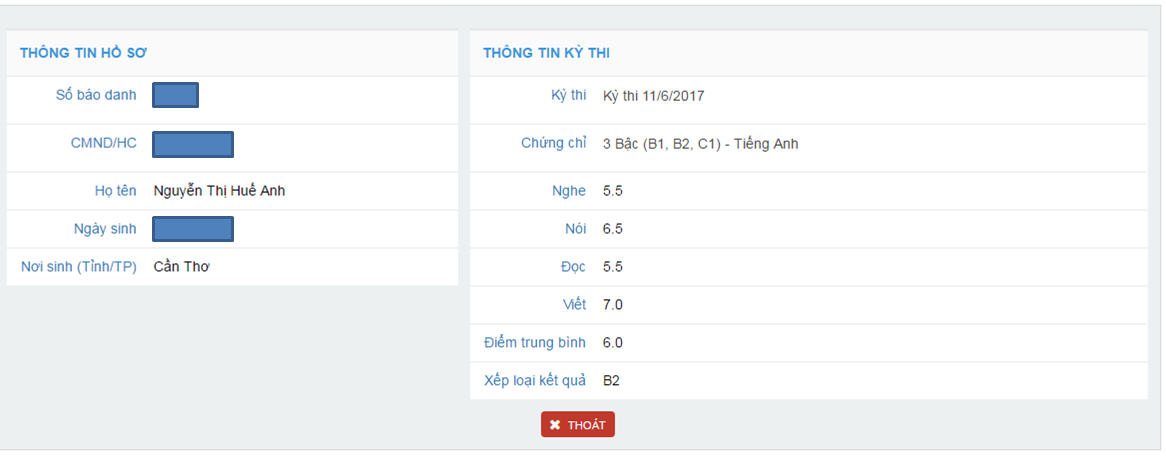 THÔNG TIN HỒ SƠ
Số báo danh
CMND/HC
Họ tên Nguyễn Thị Huế Anh
Ngày sinh
Nơi sinh (Tỉnh/TP) Cần Thơ
THÔNG TIN KỲ THI
Kỳ thi Kỳ thi 11/6/2017
Chứng chỉ 3 Bậc (B1, B2, C1) - Tiếng Anh
Nghe 5.5
Nói 6.5
Đọc 5.5
Viết 7.0
Điểm trung bình 6.0
Xếp loại kết quả B2
THOÁT